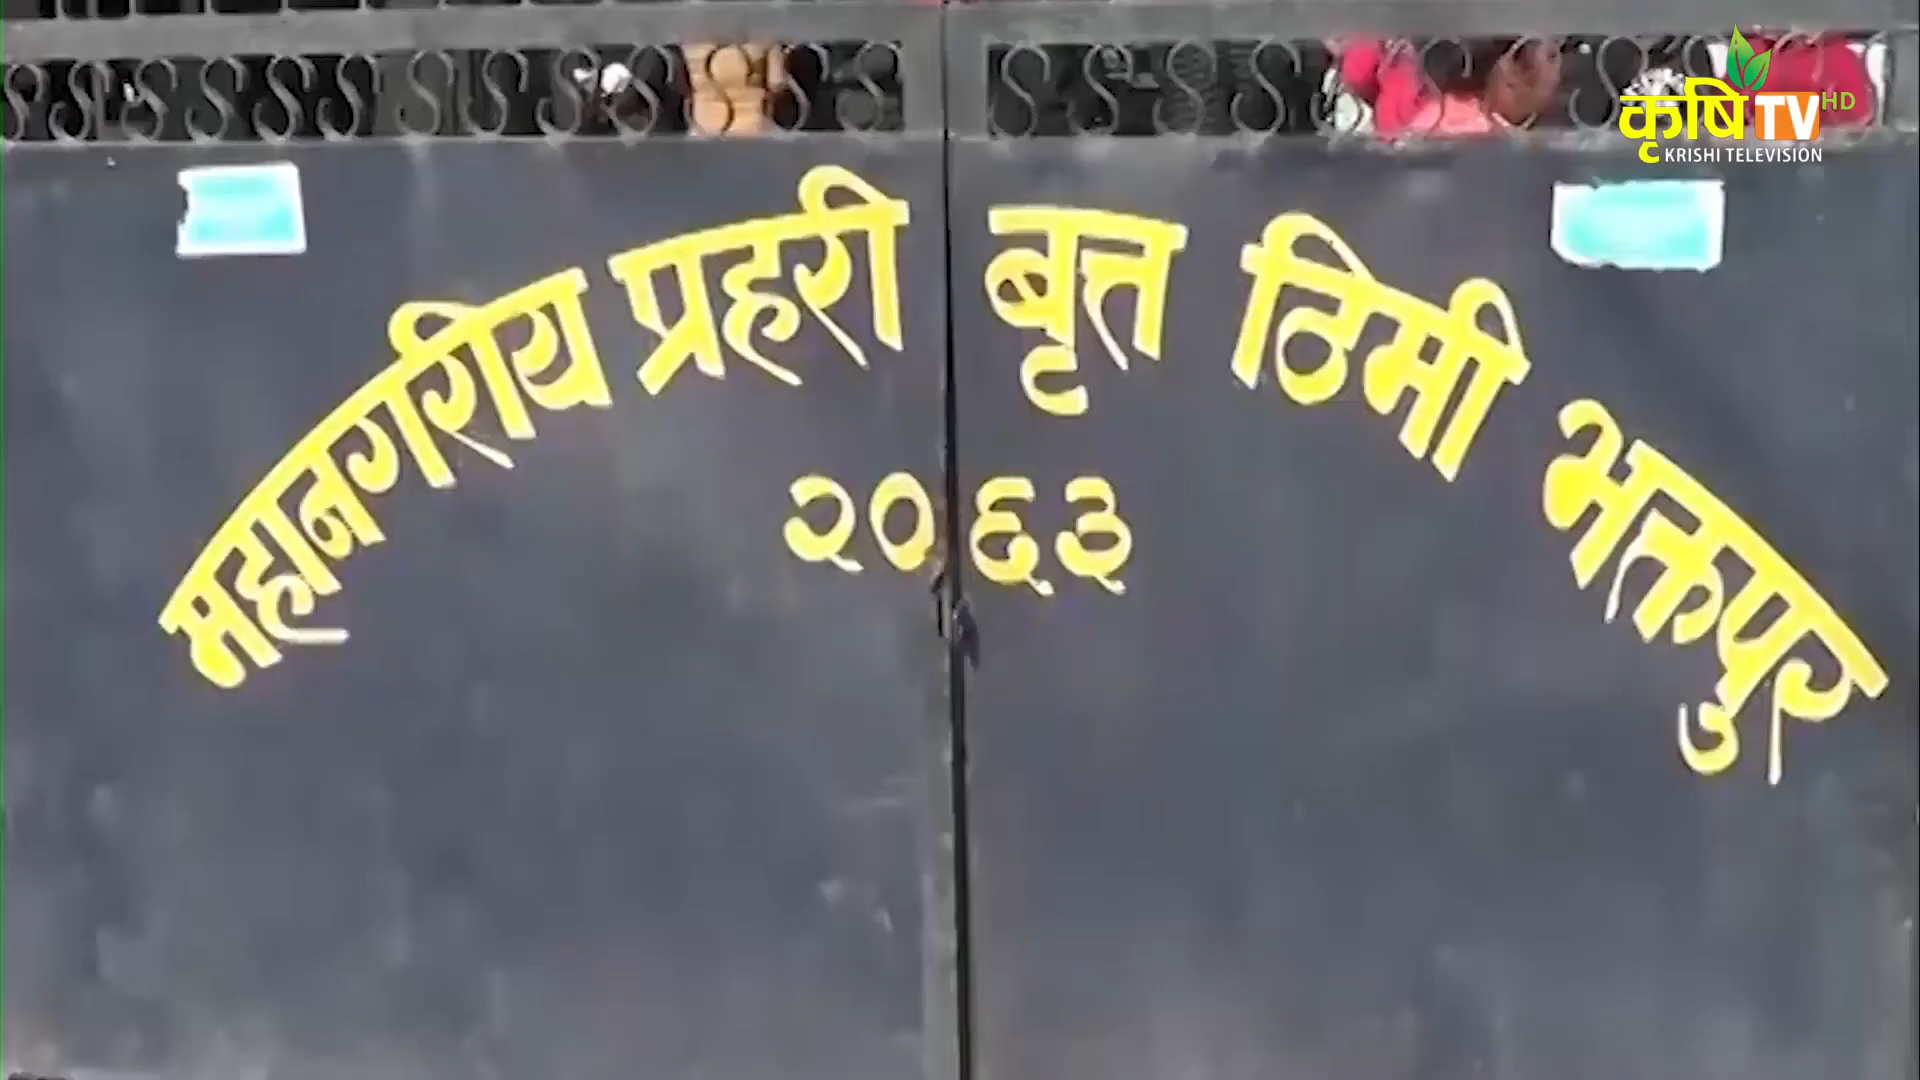 कृषि TV HD
KRISHI TELEVISION
महानगरीय प्रहरी बृत्त ठिमी भक्तपुर
२०६३